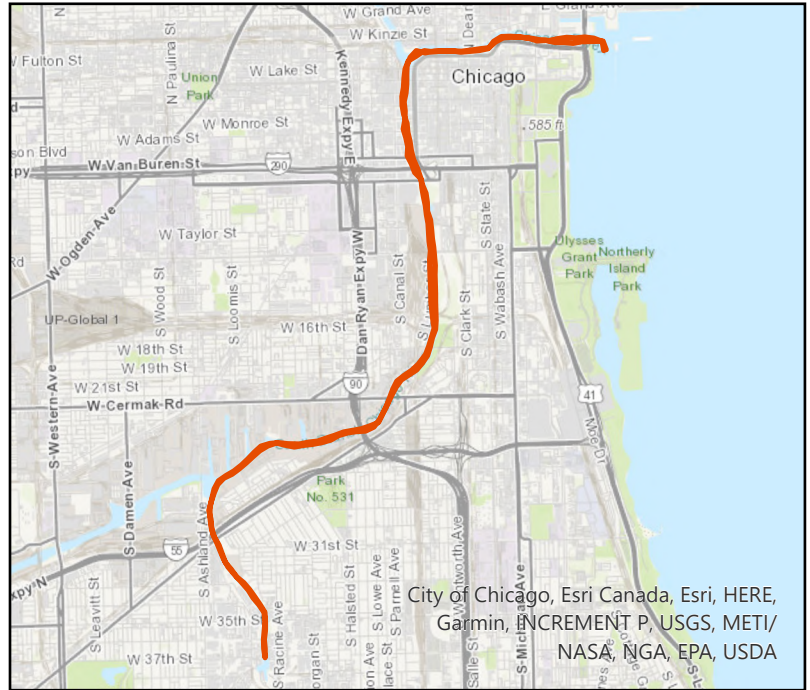 W Grand Ave
E Grand Ave
W Kinzie St
N Dear
N Paulina St
W Fulton St
W Lake St
Union
Park
Kennedy Expy E
Chicago
W Monroe St
.585 ft
W Adams St
son Blvd
W Van Buren St
290
W Ogden Ave
W Taylor St
S State St
S Canal St
S Wabash Ave
Ulysses
Grant
Park
Northerly
Island
Park
Dan Ryan Expy W
S Wood St
S Loomis St
UP-Global 1
W 16th St
S Clark St
W 18th St
W 19th St
W 21st St
90
W Cermak Rd
41
S Western Ave
S Damen Ave
Park
No. 531
S Ashland Ave
W 31st St
55
xpy N
S Leavitt St
S Halsted St
S Lowe Ave
S Parnell Ave
W 35th St
S Racine Ave
W 37th St
organ St
City of Chicago, Esri Canada, Esri, HERE,
Garmin, INCREMENT P, USGS, METI/
NASA, NGA, EPA, USDA